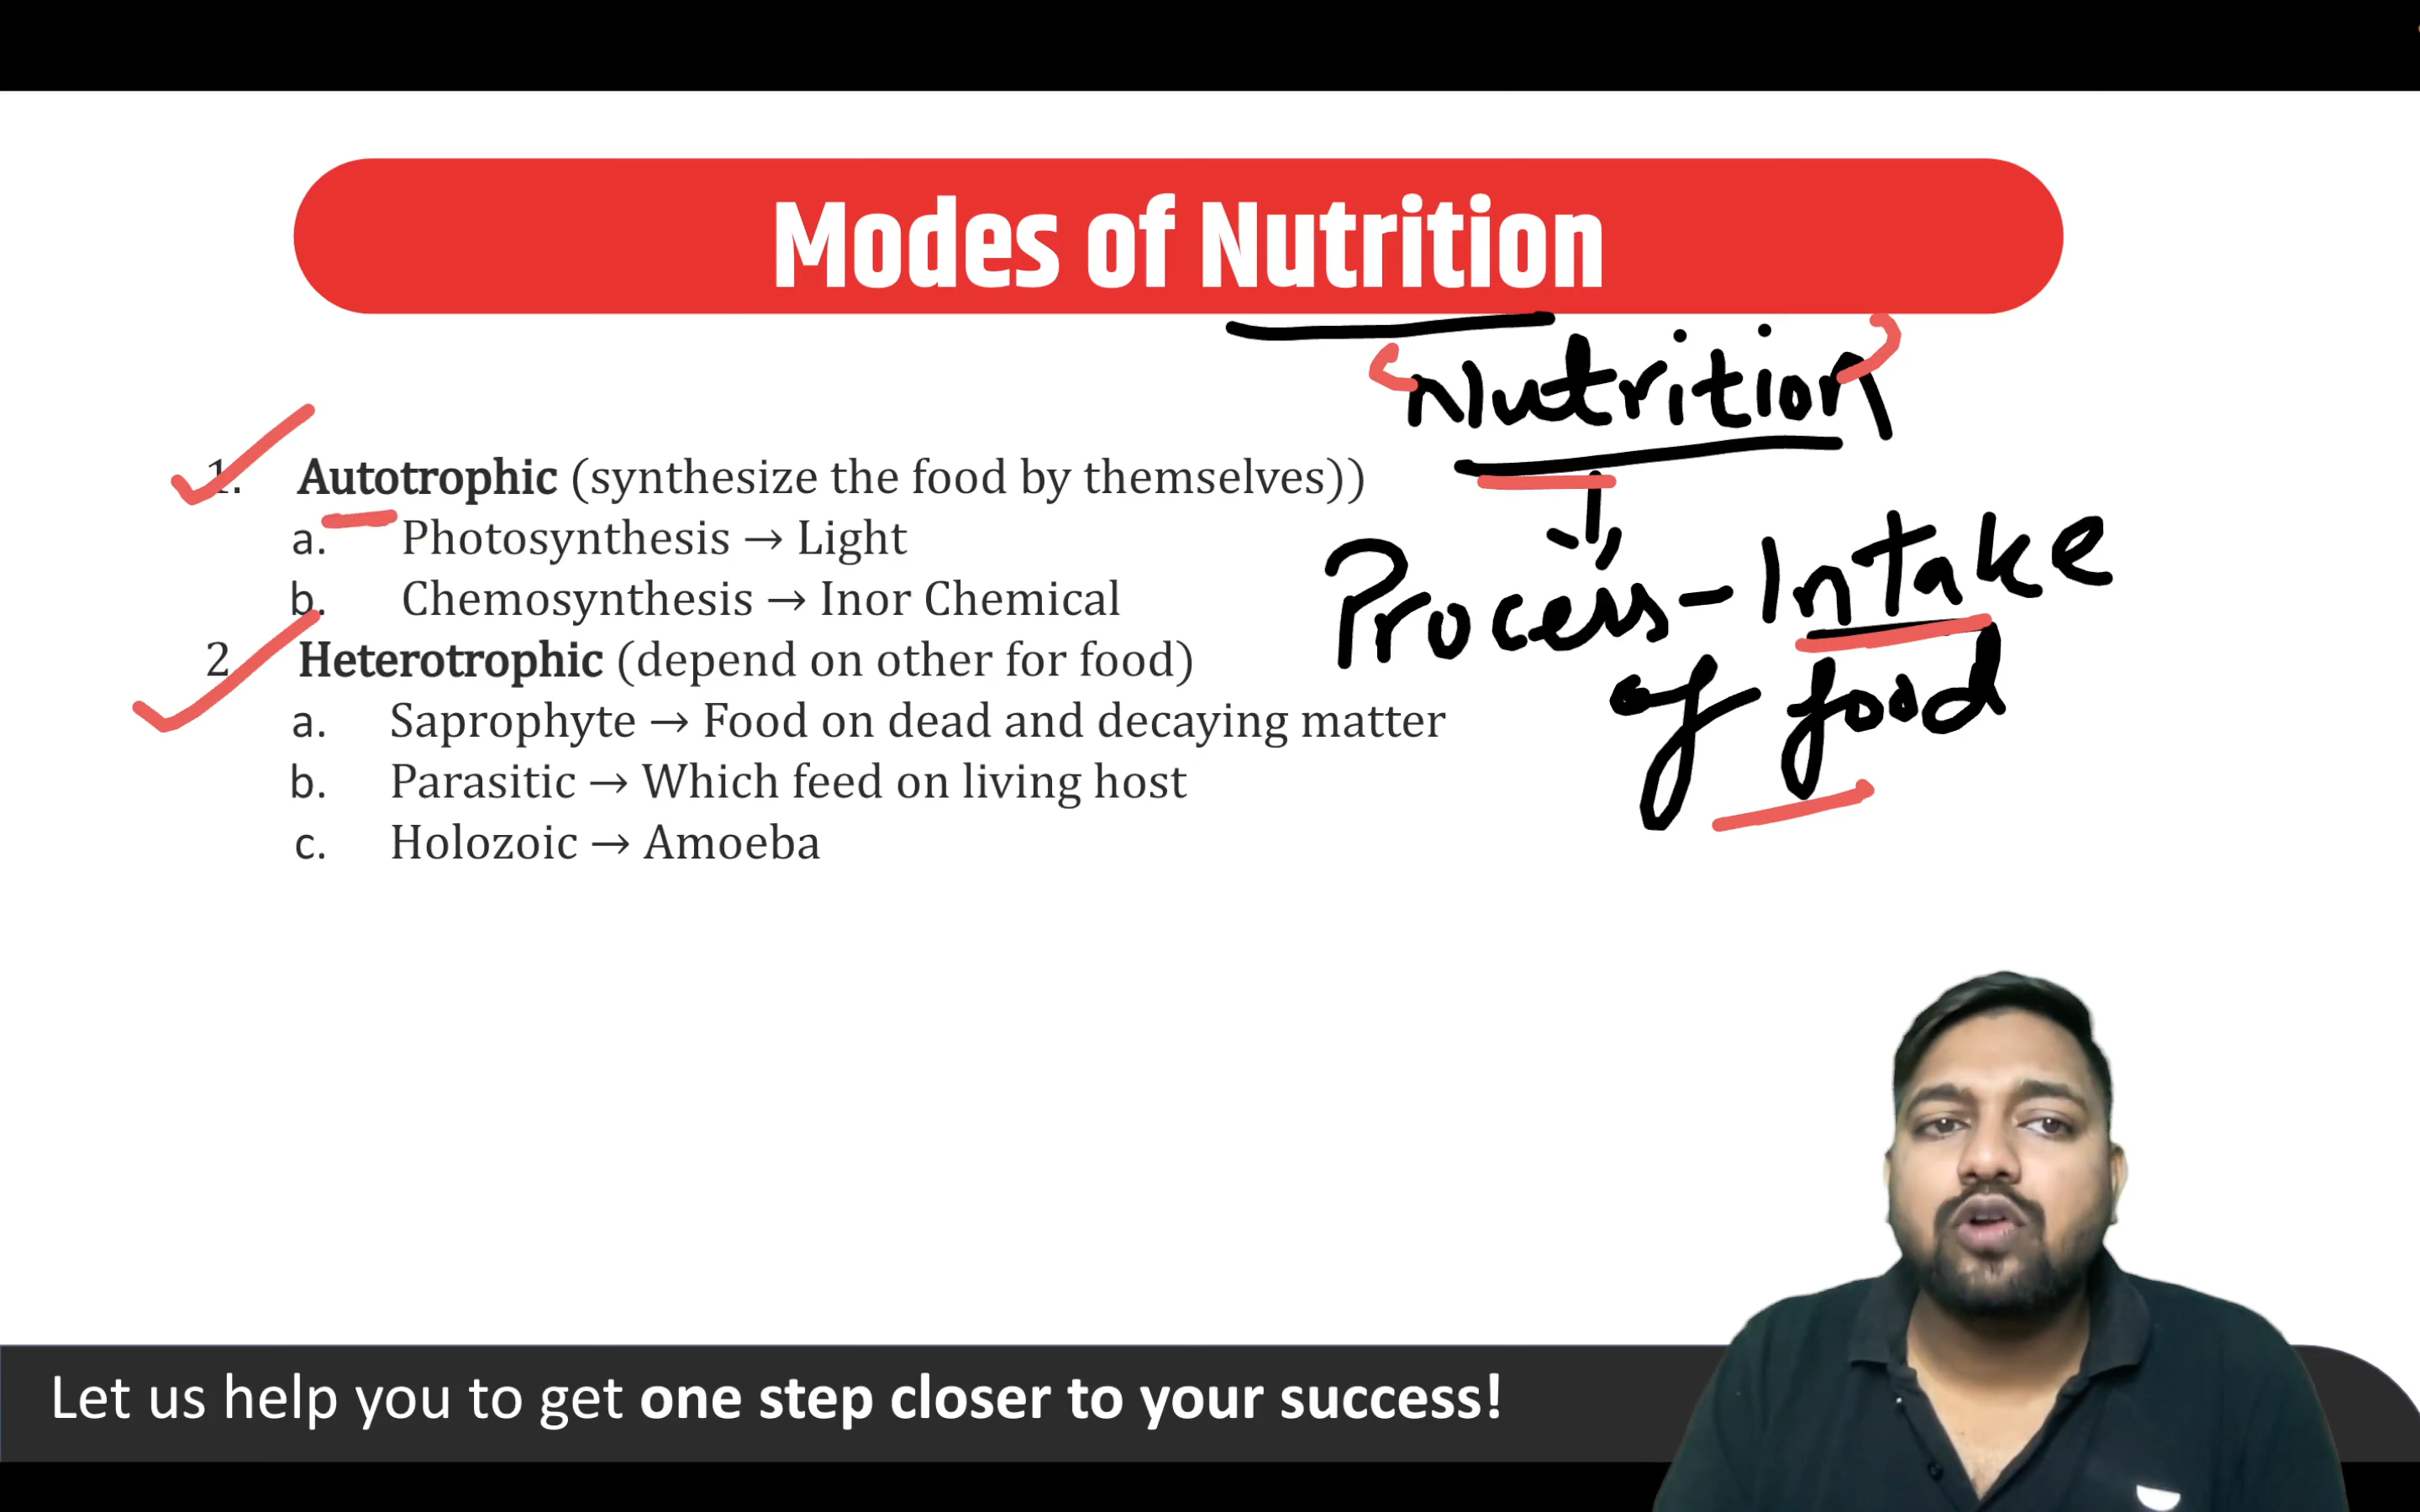 Modes of Nutrition
Nutrition
1. Autotrophic (synthesize the food by themselves))
a. Photosynthesis → Light
Process - Intake
b. Chemosynthesis → Inor Chemical
of food
2. Heterotrophic (depend on other for food)
a. Saprophyte → Food on dead and decaying matter
b. Parasitic → Which feed on living host
c. Holozoic → Amoeba
Let us help you to get one step closer to your success!